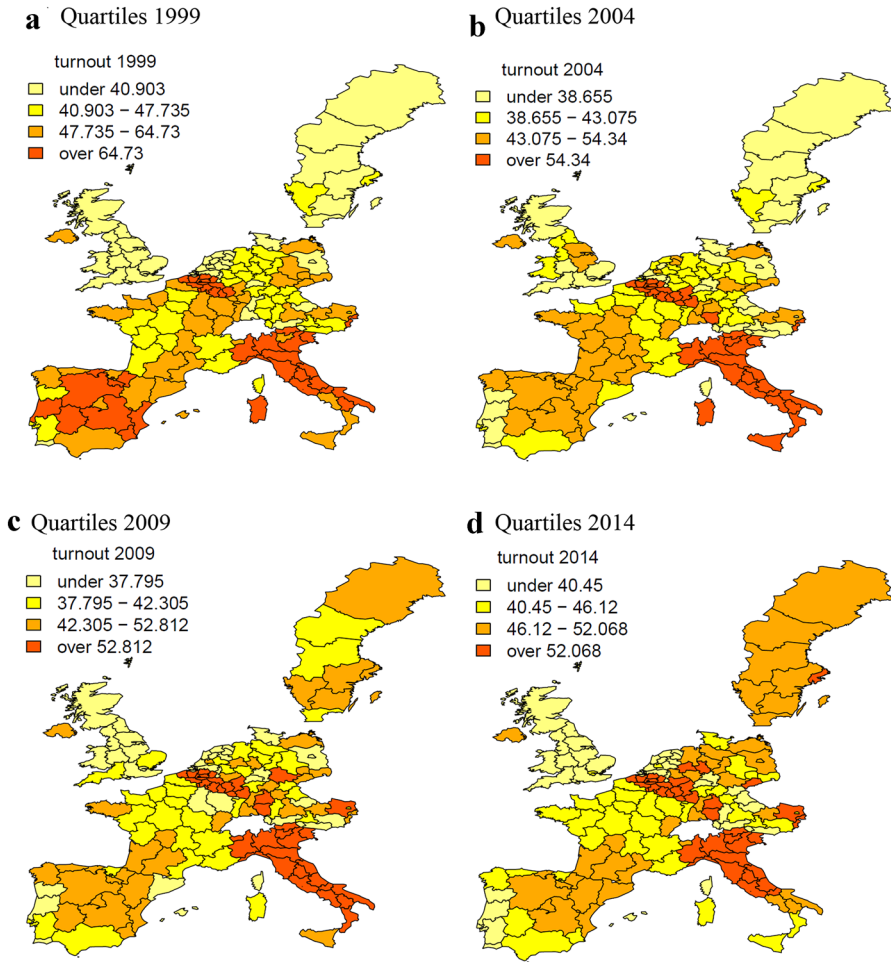 a Quartiles 1999
turnout 1999
under 40.903
40.903 − 47.735
47.735 − 64.73
over 64.73
b Quartiles 2004
turnout 2004
under 38.655
38.655 − 43.075
43.075 − 54.34
over 54.34
c Quartiles 2009
turnout 2009
under 37.795
37.795 − 42.305
42.305 − 52.812
over 52.812
d Quartiles 2014
turnout 2014
under 40.45
40.45 − 46.12
46.12 − 52.068
over 52.068